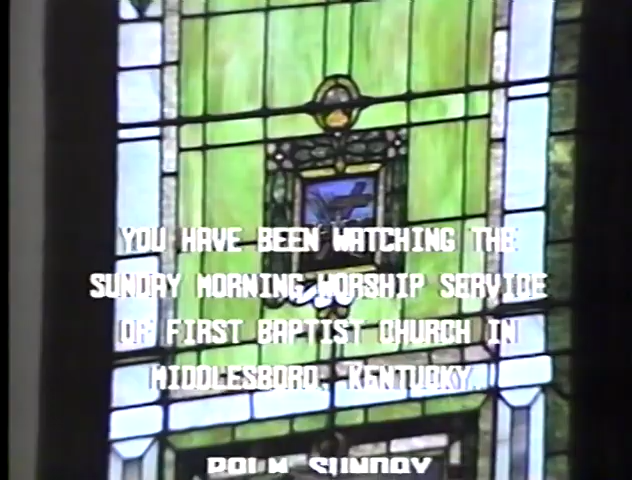 YOU HAVE BEEN WATCHING THE
SUNDAY MORNING WORSHIP SERVICE
OF FIRST BAPTIST CHURCH IN
MIDDLESBORO, KENTUCKY.
PALM SUNDAY